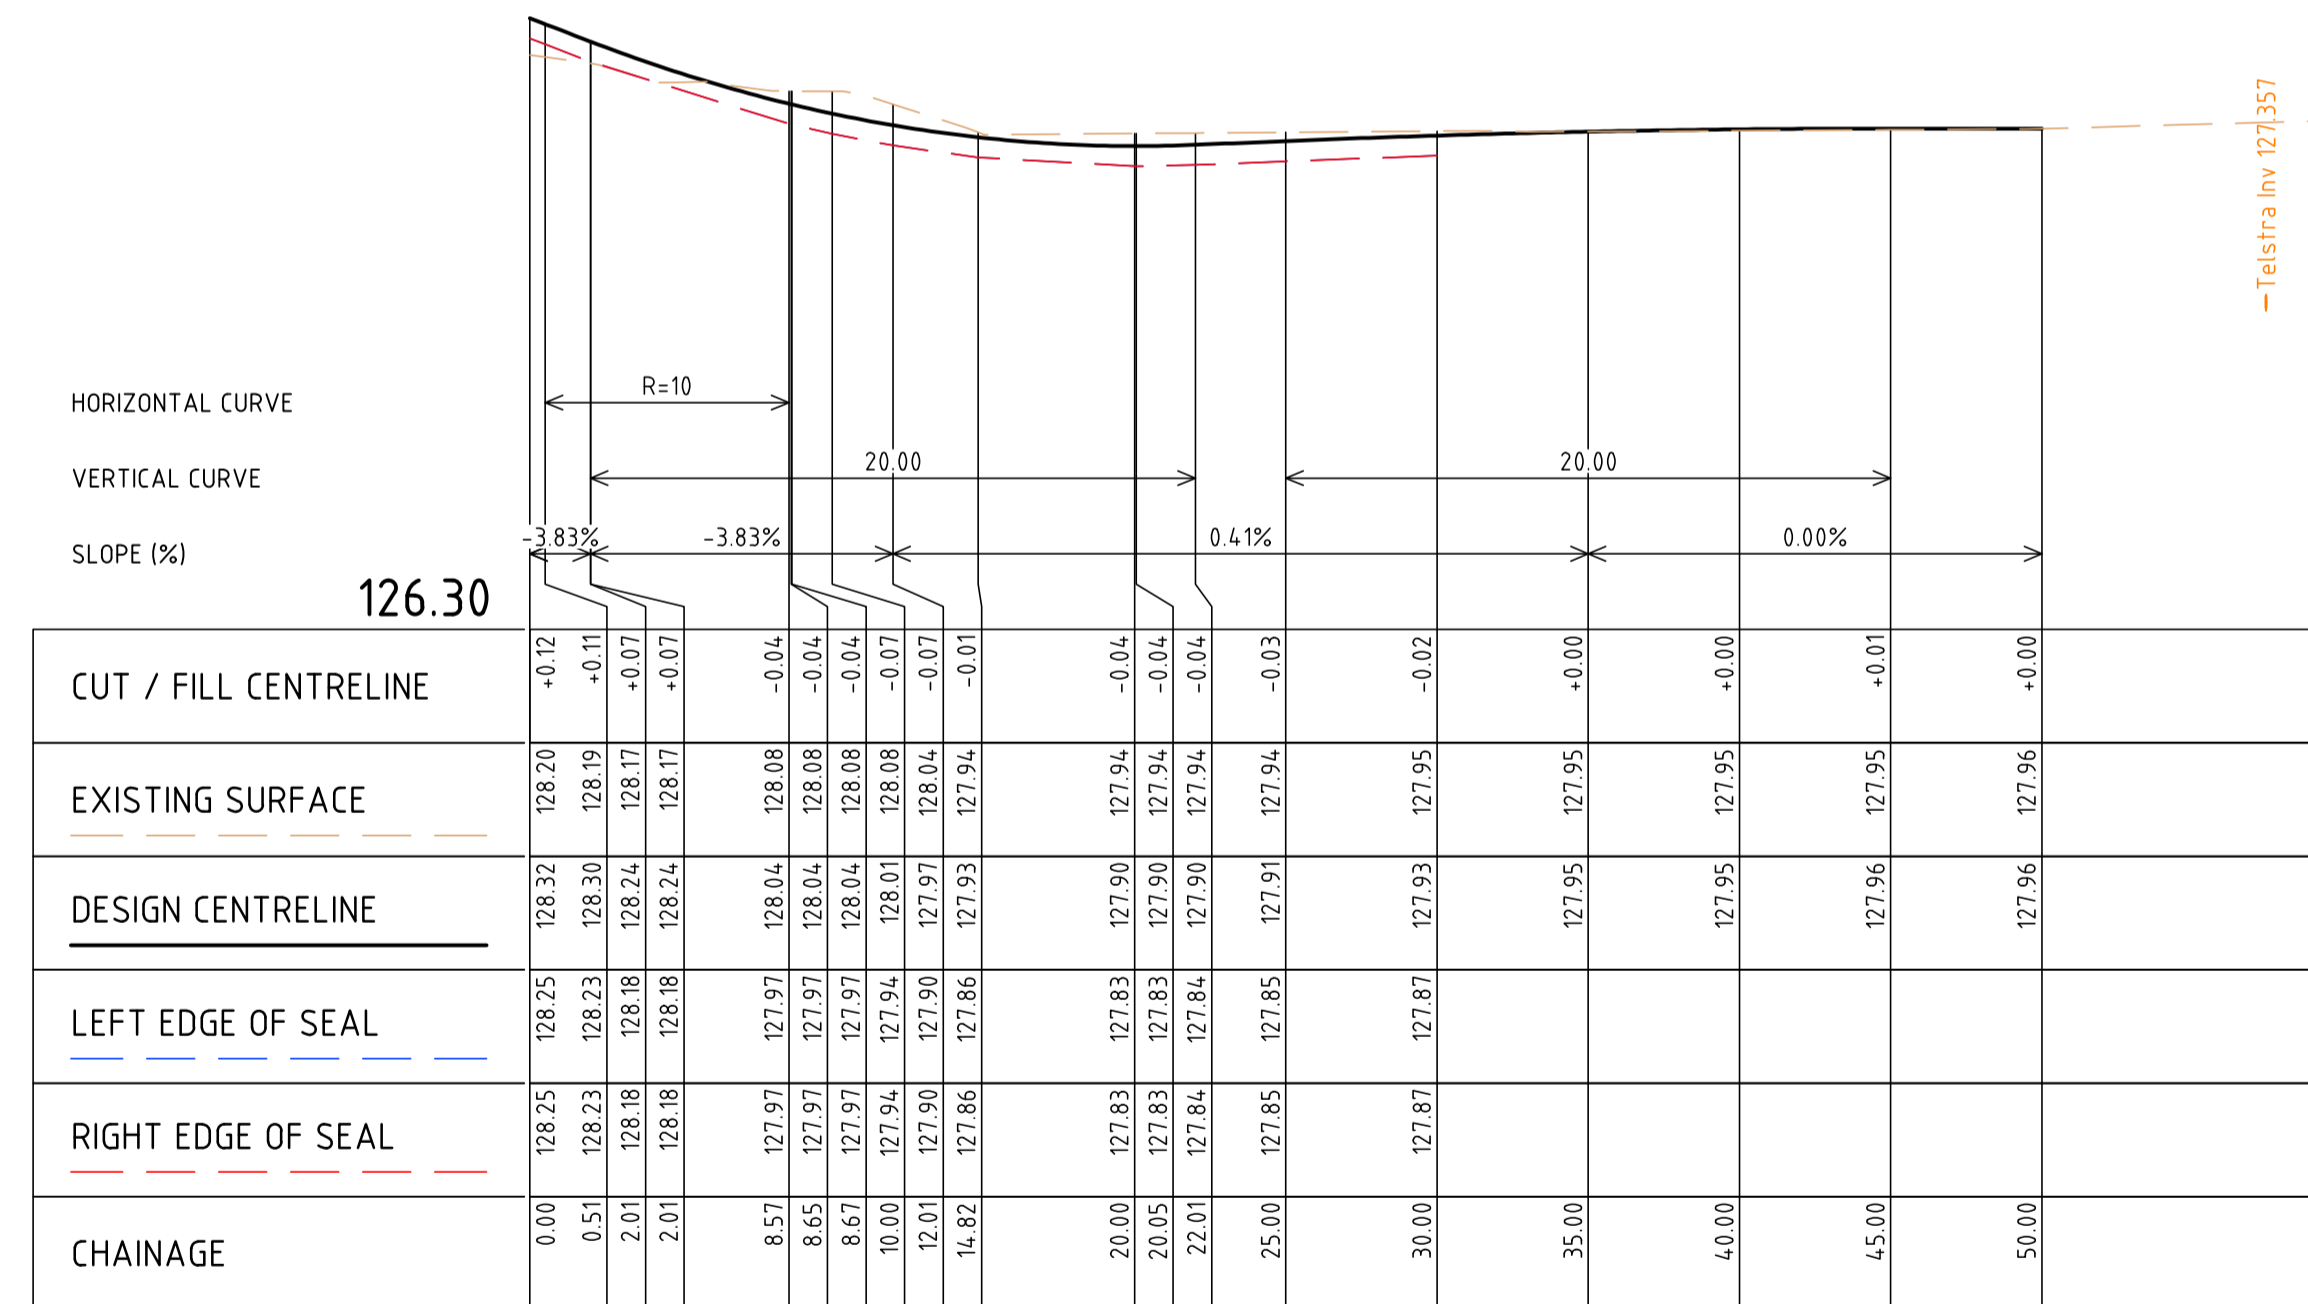 Telstra Inv 127.357
HORIZONTAL CURVE R=10
VERTICAL CURVE 20.00 20.00
SLOPE (%) -3.83% -3.83% 0.41% 0.00%
126.30
CUT / FILL CENTRELINE +0.12 +0.11 +0.07 +0.07 -0.04 -0.04 -0.04 -0.07 -0.07 -0.01 -0.04 -0.04 -0.04 -0.03 -0.02 +0.00 +0.00 +0.01 +0.00
EXISTING SURFACE 128.20 128.19 128.17 128.17 128.08 128.08 128.08 128.08 128.04 127.94 127.94 127.94 127.94 127.94 127.95 127.95 127.95 127.95 127.96
DESIGN CENTRELINE 128.32 128.30 128.24 128.24 128.04 128.04 128.04 128.01 127.97 127.93 127.90 127.90 127.90 127.91 127.93 127.95 127.95 127.96 127.96
LEFT EDGE OF SEAL 128.25 128.23 128.18 128.18 127.97 127.97 127.97 127.94 127.90 127.86 127.83 127.83 127.84 127.85 127.87
RIGHT EDGE OF SEAL 128.25 128.23 128.18 128.18 127.97 127.97 127.97 127.94 127.90 127.86 127.83 127.83 127.84 127.85 127.87
CHAINAGE 0.00 0.51 2.01 2.01 8.57 8.65 8.67 10.00 12.01 14.82 20.00 20.05 22.01 25.00 30.00 35.00 40.00 45.00 50.00